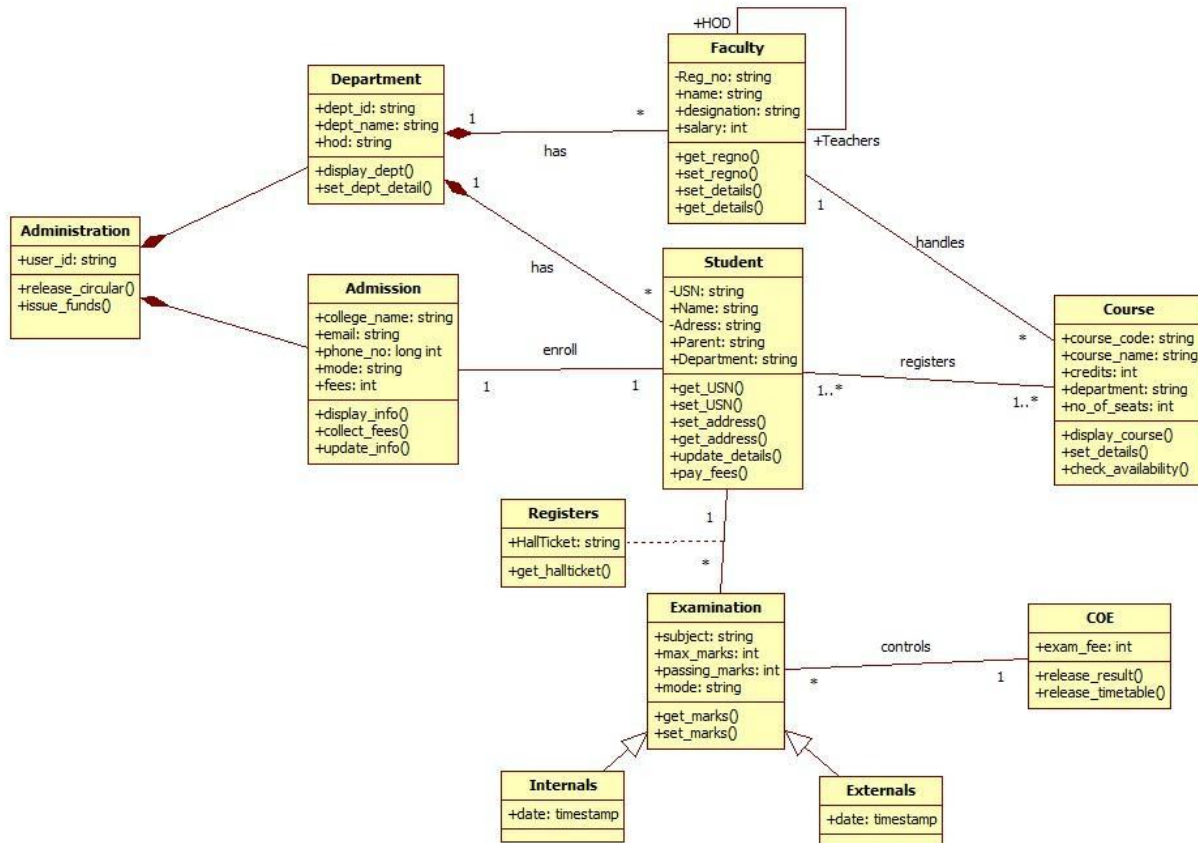 +HOD
Faculty
-Reg_no: string
+name: string
+designation: string
+salary: int
+get_regno()
+set_regno()
+set_details()
+get_details()
+Teachers
Department
+dept_id: string
+dept_name: string
+hod: string
+display_dept()
+set_dept_detail()
1
*
has
1
has
*
1
handles
*
Administration
+user_id: string
+release_circular()
+issue_funds()
Admission
+college_name: string
+email: string
+phone_no: long int
+mode: string
+fees: int
+display_info()
+collect_fees()
+update_info()
enroll
1
1
Student
-USN: string
+Name: string
-Adress: string
+Parent: string
+Department: string
+get_USN()
+set_USN()
+set_address()
+get_address()
+update_details()
+pay_fees()
registers
1..*
1..*
Course
+course_code: string
+course_name: string
+credits: int
+department: string
+no_of_seats: int
+display_course()
+set_details()
+check_availability()
Registers
+HallTicket: string
+get_hallticket()
1
*
Examination
+subject: string
+max_marks: int
+passing_marks: int
+mode: string
+get_marks()
+set_marks()
controls
*
1
COE
+exam_fee: int
+release_result()
+release_timetable()
Internals
+date: timestamp
Externals
+date: timestamp